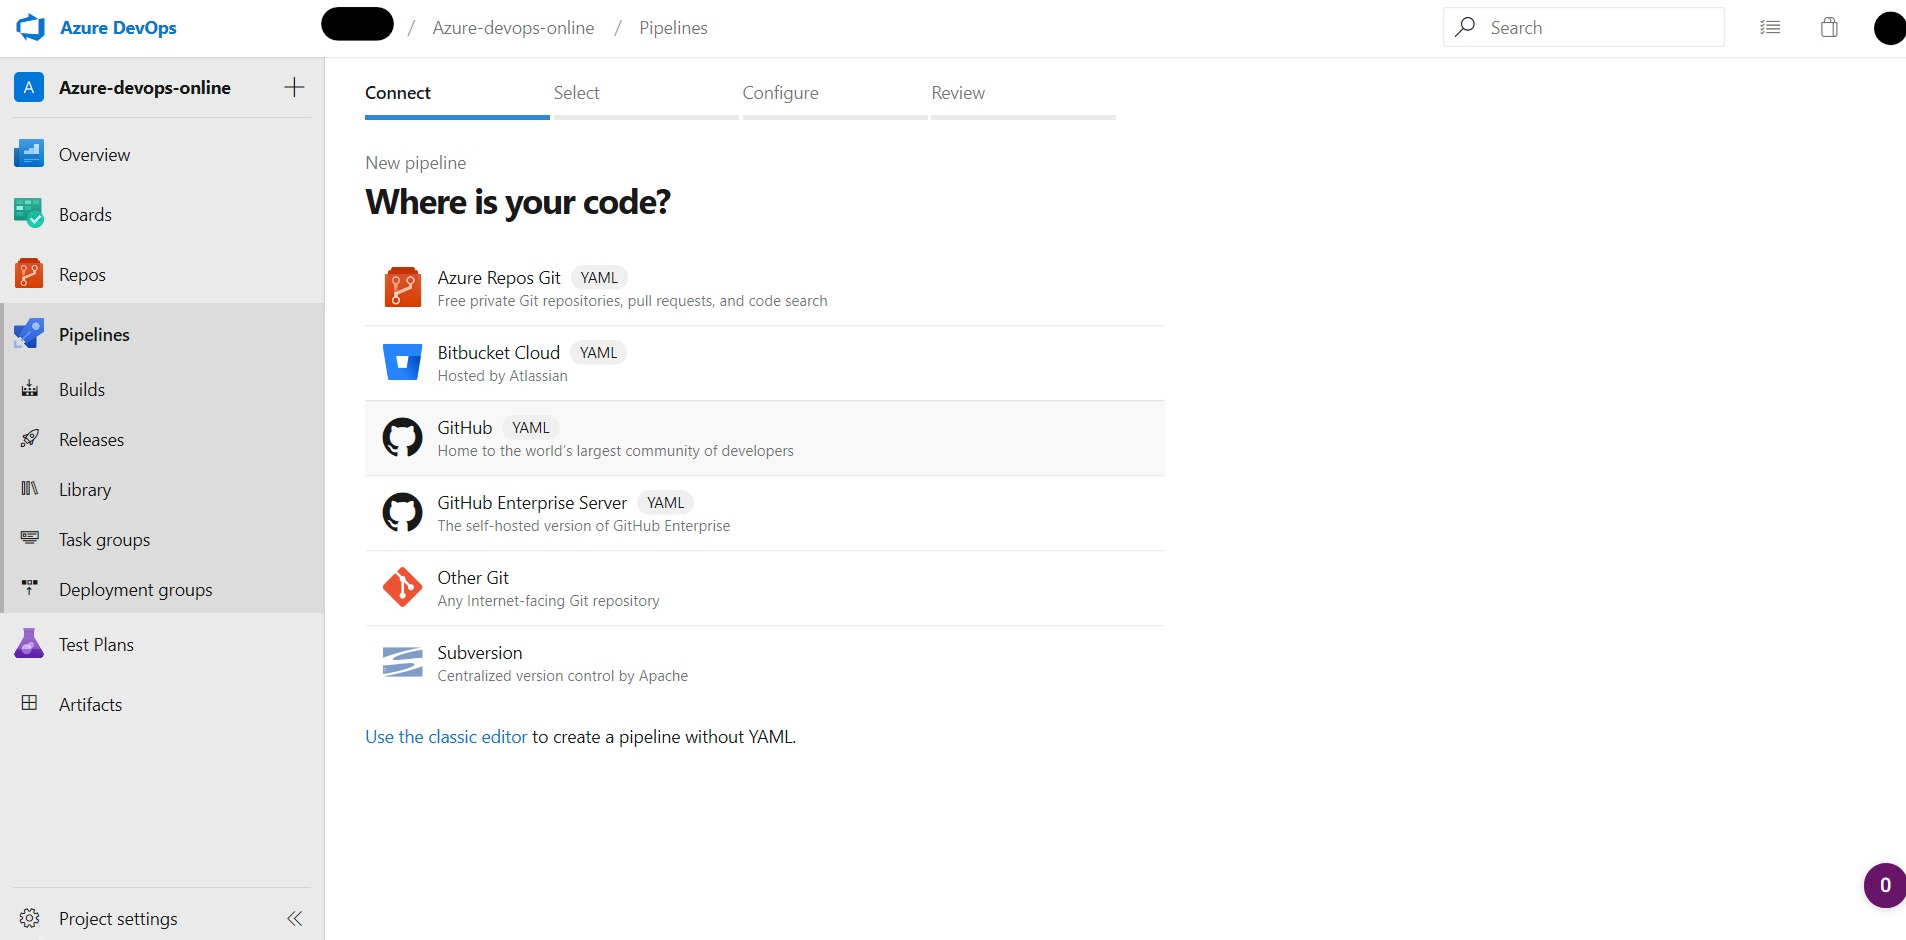 Azure DevOps
/ Azure-devops-online / Pipelines
Search
A Azure-devops-online
Overview
Boards
Repos
Pipelines
Builds
Releases
Library
Task groups
Deployment groups
Test Plans
Artifacts
Project settings
Connect Select Configure Review
New pipeline
Where is your code?
Azure Repos Git YAML
Free private Git repositories, pull requests, and code search
Bitbucket Cloud YAML
Hosted by Atlassian
GitHub YAML
Home to the world's largest community of developers
GitHub Enterprise Server YAML
The self-hosted version of GitHub Enterprise
Other Git
Any Internet-facing Git repository
Subversion
Centralized version control by Apache
Use the classic editor to create a pipeline without YAML.
0